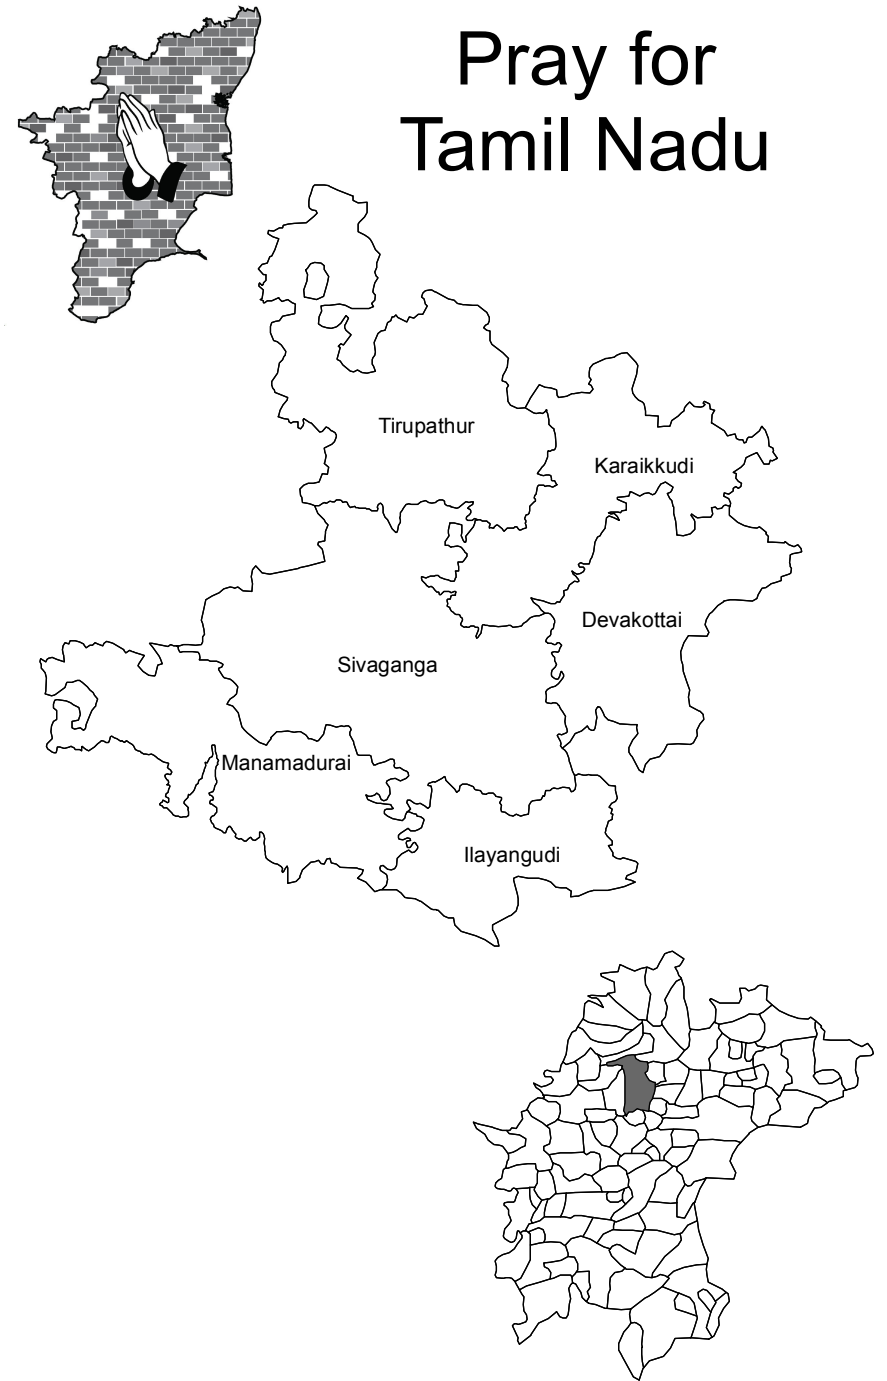 Pray for
Tamil Nadu
Tirupathur
Karaikkudi
Devakottai
Sivaganga
Manamadurai
Ilayangudi